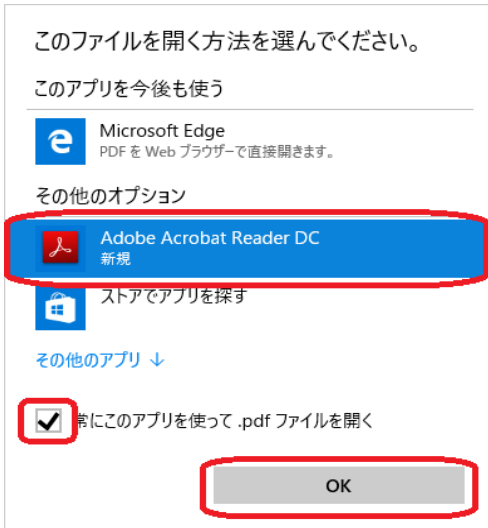 このファイルを開く方法を選んでください。
このアプリを今後も使う
Microsoft Edge
PDF を Web ブラウザーで直接開きます。
その他のオプション
Adobe Acrobat Reader DC
新規
ストアでアプリを探す
その他のアプリ ↓
常にこのアプリを使って .pdf ファイルを開く
OK